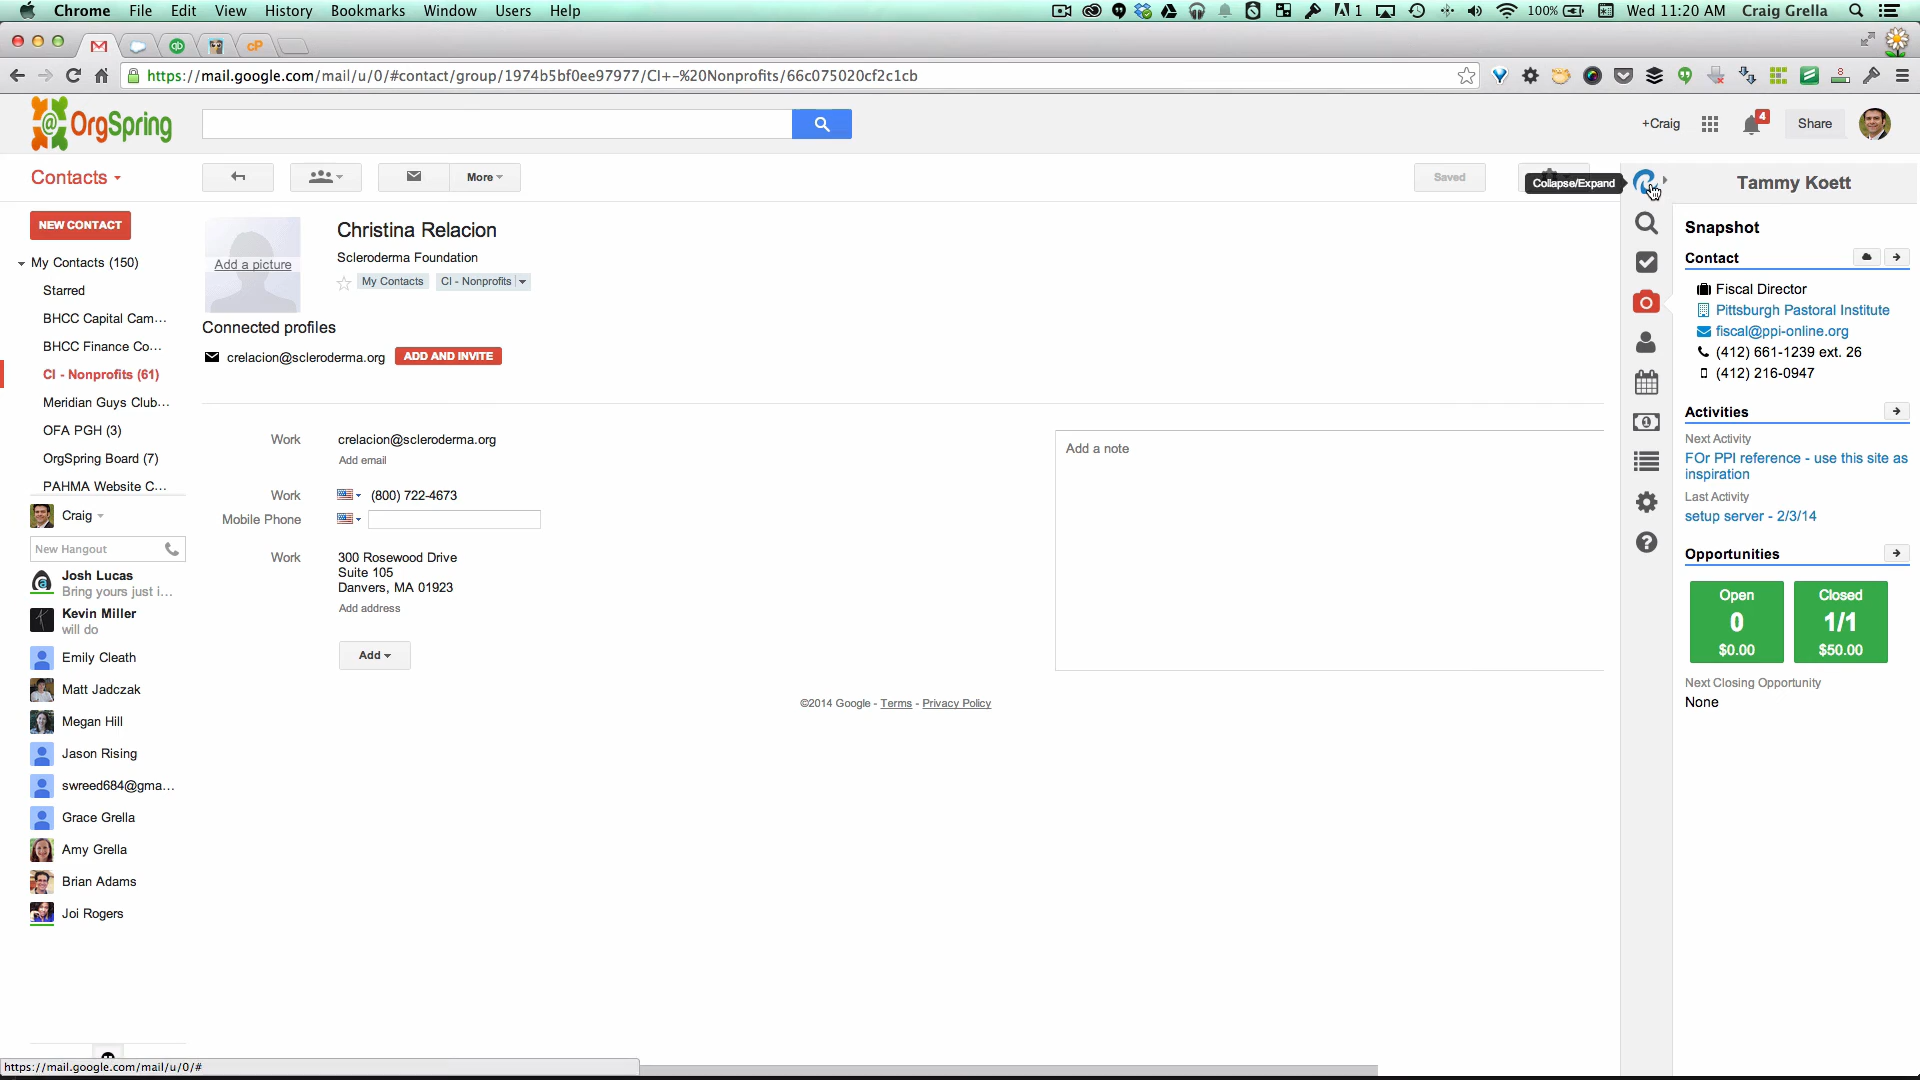 Chrome File Edit View History Bookmarks Window Users Help
1 100% Wed 11:20 AM Craig Grella
cP
https://mail.google.com/mail/u/0/#contact/group/1974b5bf0ee97977/CI+-%20Nonprofits/66c075020cf2c1cb
@ OrgSpring
+Craig 4 Share
Contacts
More
Saved
Collapse/Expand
Tammy Koett
NEW CONTACT
My Contacts (150)
Starred
BHCC Capital Cam...
BHCC Finance Co...
CI - Nonprofits (61)
Meridian Guys Club...
OFA PGH (3)
OrgSpring Board (7)
PAHMA Website C...
Craig
New Hangout
Josh Lucas
Bring yours just i...
Kevin Miller
will do
Emily Cleath
Matt Jadczak
Megan Hill
Jason Rising
swreed684@gma...
Grace Grella
Amy Grella
Brian Adams
Joi Rogers
Add a picture
Christina Relacion
Scleroderma Foundation
My Contacts CI - Nonprofits
Connected profiles
crelacion@scleroderma.org ADD AND INVITE
Work crelacion@scleroderma.org
Add email
Work (800) 722-4673
Mobile Phone
Work 300 Rosewood Drive
Suite 105
Danvers, MA 01923
Add address
Add
Add a note
©2014 Google - Terms - Privacy Policy
Snapshot
Contact
Fiscal Director
Pittsburgh Pastoral Institute
fiscal@ppi-online.org
(412) 661-1239 ext. 26
(412) 216-0947
Activities
Next Activity
FOr PPI reference - use this site as
inspiration
Last Activity
setup server - 2/3/14
Opportunities
Open Closed
0 1/1
$0.00 $50.00
Next Closing Opportunity
None
https://mail.google.com/mail/u/0/#